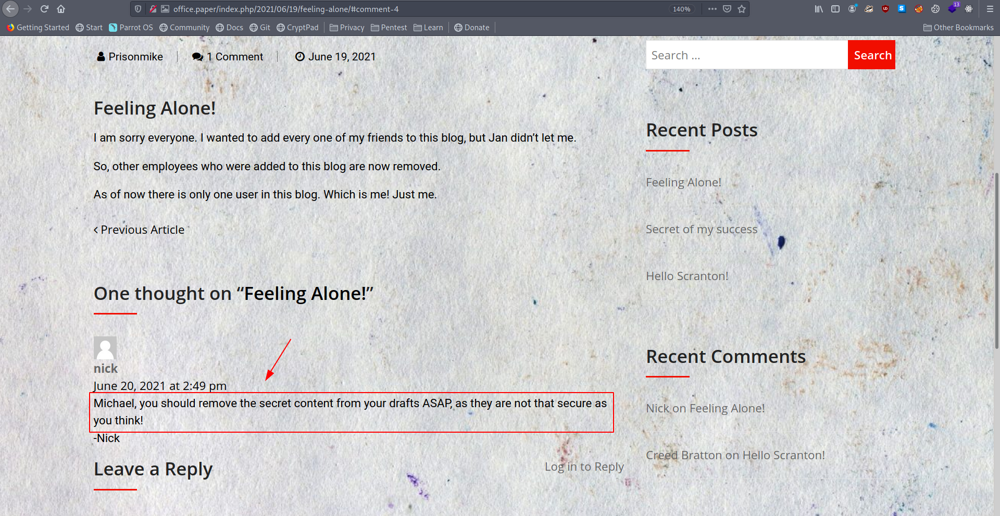 office.paper/index.php/2021/06/19/feeling-alone/#comment-4
140%
13
Getting Started Start Parrot OS Community Docs Git CryptPad Privacy Pentest Learn Donate Other Bookmarks
Prisonmike 1 Comment June 19, 2021
Search ... Search
Feeling Alone!
I am sorry everyone. I wanted to add every one of my friends to this blog, but Jan didn’t let me.
So, other employees who were added to this blog are now removed.
As of now there is only one user in this blog. Which is me! Just me.
Previous Article
One thought on “Feeling Alone!”
nick
June 20, 2021 at 2:49 pm
Michael, you should remove the secret content from your drafts ASAP, as they are not that secure as
you think!
-Nick
Log in to Reply
Leave a Reply
Recent Posts
Feeling Alone!
Secret of my success
Hello Scranton!
Recent Comments
Nick on Feeling Alone!
Creed Bratton on Hello Scranton!